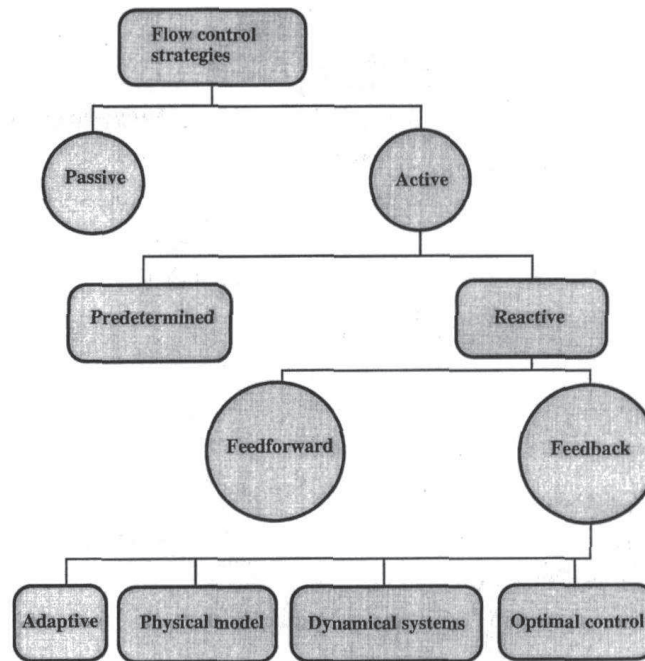 Flow control
strategies
Passive
Active
Predetermined
Reactive
Feedforward
Feedback
Adaptive
Physical model
Dynamical systems
Optimal control